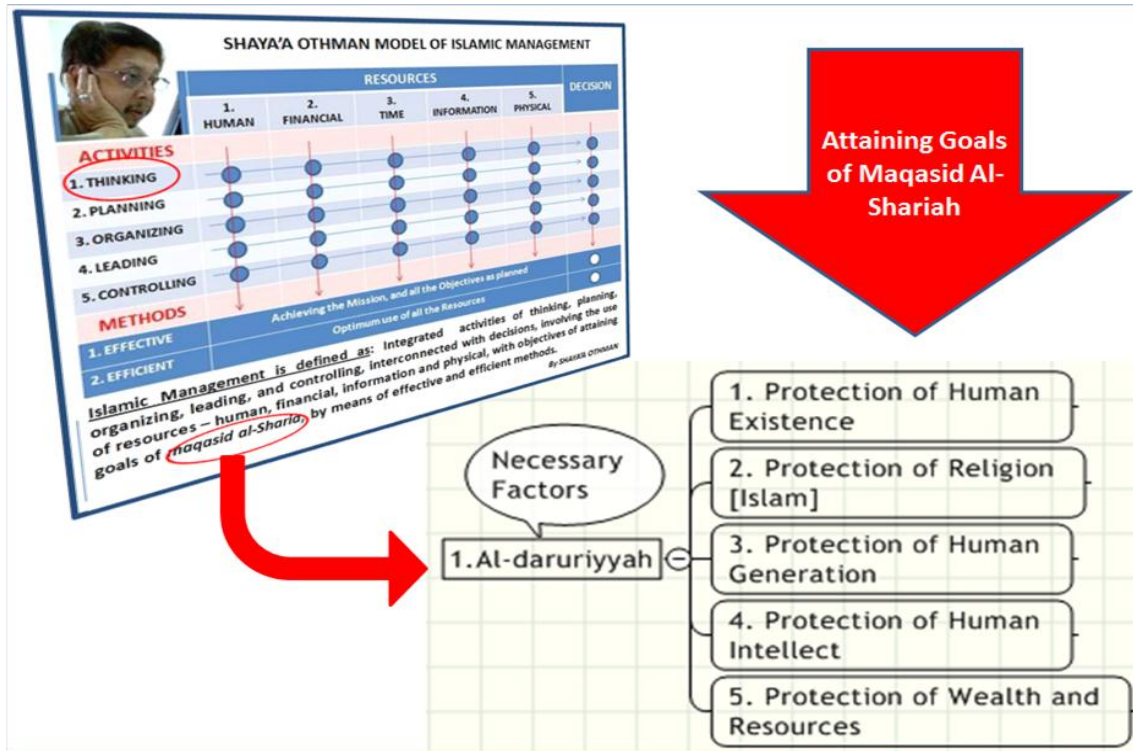 SHAYA'A OTHMAN MODEL OF ISLAMIC MANAGEMENT
RESOURCES
DECISION
1.
HUMAN
2.
FINANCIAL
3.
TIME
4.
INFORMATION
5.
PHYSICAL
ACTIVITIES
1. THINKING
2. PLANNING
3. ORGANIZING
4. LEADING
5. CONTROLLING
METHODS
1. EFFECTIVE
Achieving the Mission, and all the Objectives as planned
2. EFFICIENT
Optimum use of all the Resources
Islamic Management is defined as: Integrated activities of thinking, planning,
organizing, leading, and controlling, interconnected with decisions, involving the use
of resources – human, financial, information and physical, with objectives of attaining
goals of maqasid al-Sharia, by means of effective and efficient methods.
By SHAYA'A OTHMAN
Attaining Goals
of Maqasid Al-
Shariah
Necessary
Factors
1.Al-daruriyyah
1. Protection of Human
Existence
2. Protection of Religion
[Islam]
3. Protection of Human
Generation
4. Protection of Human
Intellect
5. Protection of Wealth and
Resources